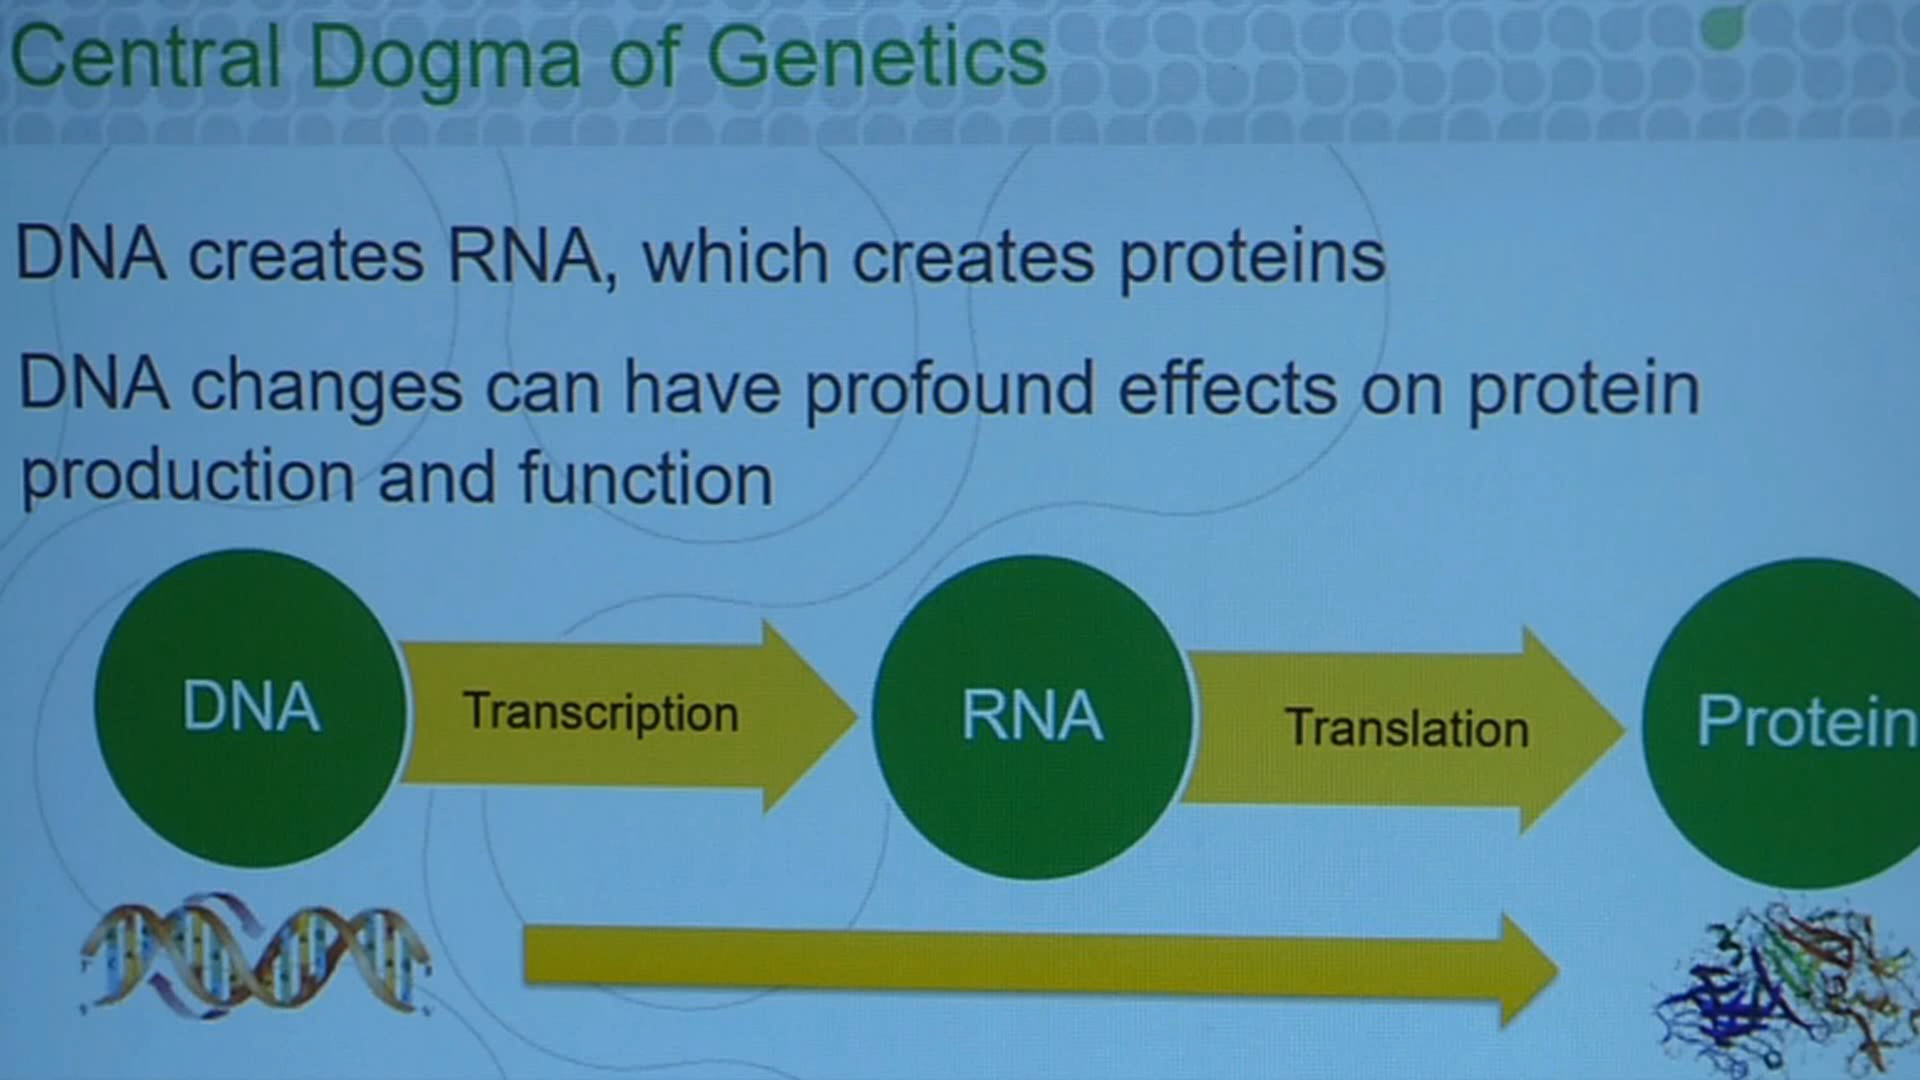 Central Dogma of Genetics
DNA creates RNA, which creates proteins
DNA changes can have profound effects on protein
production and function
DNA
Transcription
RNA
Translation
Protein